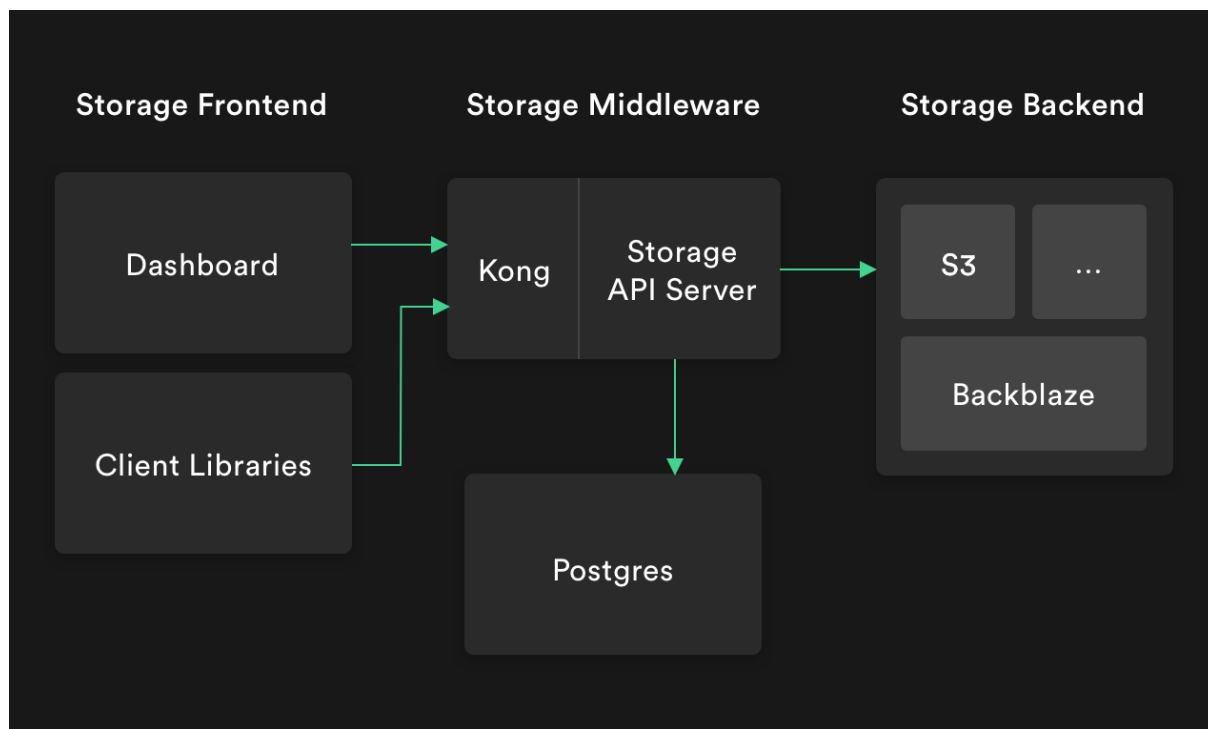 Storage Frontend
Storage Middleware
Storage Backend
Dashboard
Client Libraries
Kong
Storage
API Server
Postgres
S3
...
Backblaze